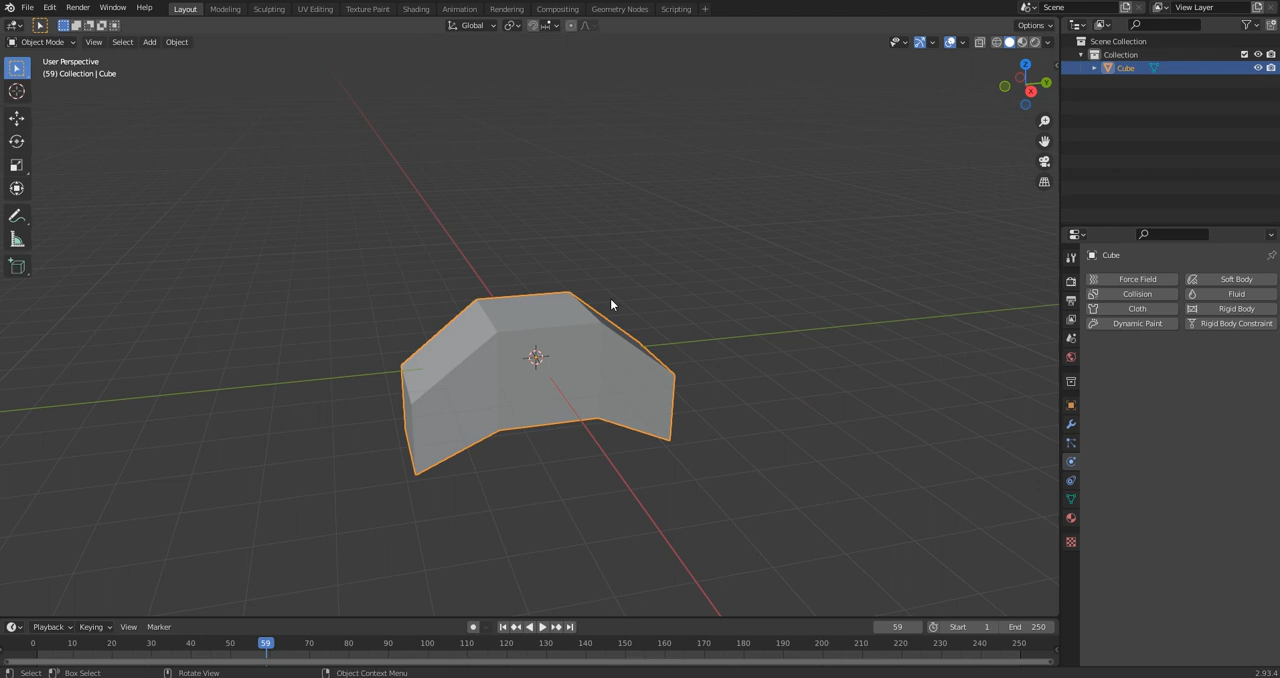 File Edit Render Window Help Layout Modeling Sculpting UV Editing Texture Paint Shading Animation Rendering Compositing Geometry Nodes Scripting + Scene View Layer
Global Options
Object Mode View Select Add Object
User Perspective
(59) Collection | Cube
Z
Y
X
Scene Collection
Collection
Cube
Cube
Force Field Soft Body
Collision Fluid
Cloth Rigid Body
Dynamic Paint Rigid Body Constraint
Playback Keying View Marker 59 Start 1 End 250
0 10 20 30 40 50 59 70 80 90 100 110 120 130 140 150 160 170 180 190 200 210 220 230 240 250
Select Box Select Rotate View Object Context Menu 2.93.4